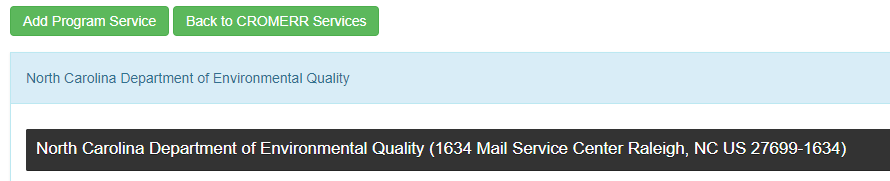 Add Program Service Back to CROMERR Services
North Carolina Department of Environmental Quality
North Carolina Department of Environmental Quality (1634 Mail Service Center Raleigh, NC US 27699-1634)